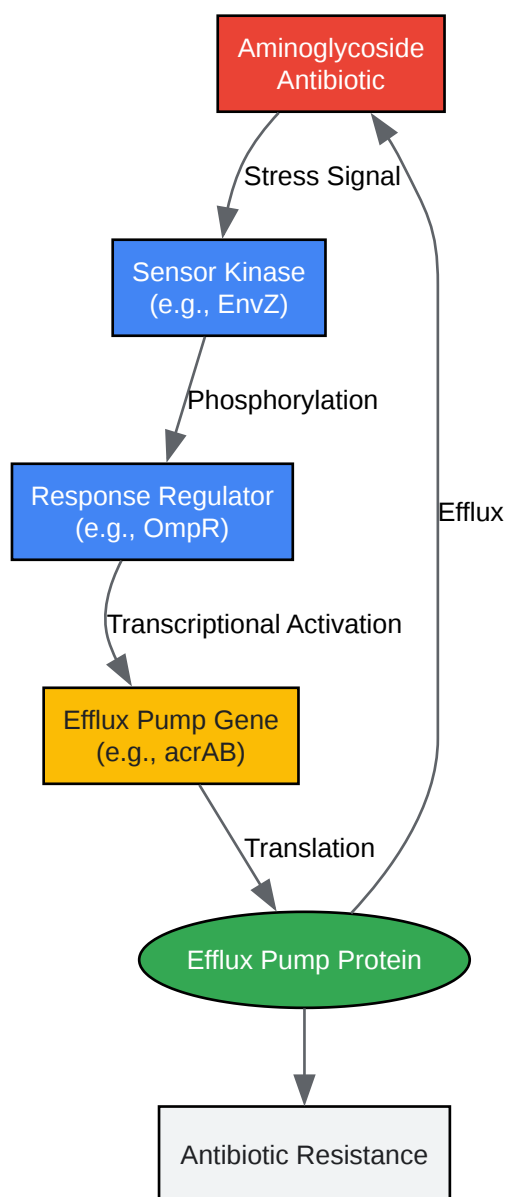 Aminoglycoside
Antibiotic
Stress Signal
Sensor Kinase
(e.g., EnvZ)
Phosphorylation
Response Regulator
(e.g., OmpR)
Efflux
Transcriptional Activation
Efflux Pump Gene
(e.g., acrAB)
Translation
Efflux Pump Protein
Antibiotic Resistance